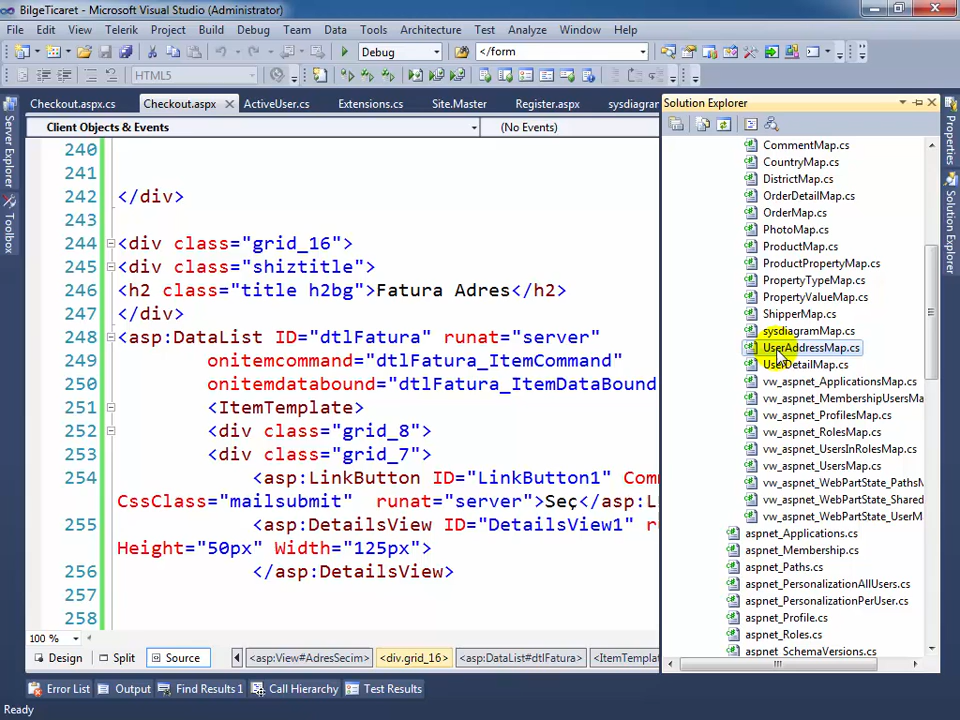 BilgeTicaret - Microsoft Visual Studio (Administrator)
File Edit View Telerik Project Build Debug Team Data Tools Architecture Test Analyze Window Help
Debug </form
HTML5
Checkout.aspx.cs Checkout.aspx ActiveUser.cs Extensions.cs Site.Master Register.aspx sysdiagram
Client Objects & Events (No Events)
240
241
242 </div>
243
244 <div class="grid_16">
245 <div class="shiztitle">
246 <h2 class="title h2bg">Fatura Adres</h2>
247 </div>
248 <asp:DataList ID="dtlFatura" runat="server"
249 onitemcommand="dtlFatura_ItemCommand"
250 onitemdatabound="dtlFatura_ItemDataBound
251 <ItemTemplate>
252 <div class="grid_8">
253 <div class="grid_7">
254 <asp:LinkButton ID="LinkButton1" Com
CssClass="mailsubmit" runat="server">Seç</asp:L
255 <asp:DetailsView ID="DetailsView1" r
Height="50px" Width="125px">
256 </asp:DetailsView>
257
258
100 %
Design Split Source <asp:View#AdresSecim> <div.grid_16> <asp:DataList#dtlFatura> <ItemTempla
Error List Output Find Results 1 Call Hierarchy Test Results
Ready
Server Explorer
Toolbox
Solution Explorer
CommentMap.cs
CountryMap.cs
DistrictMap.cs
OrderDetailMap.cs
OrderMap.cs
PhotoMap.cs
ProductMap.cs
ProductPropertyMap.cs
PropertyTypeMap.cs
PropertyValueMap.cs
ShipperMap.cs
sysdiagramMap.cs
UserAddressMap.cs
UserDetailMap.cs
vw_aspnet_ApplicationsMap.cs
vw_aspnet_MembershipUsersMa
vw_aspnet_ProfilesMap.cs
vw_aspnet_RolesMap.cs
vw_aspnet_UsersInRolesMap.cs
vw_aspnet_UsersMap.cs
vw_aspnet_WebPartState_PathsM
vw_aspnet_WebPartState_Shared
vw_aspnet_WebPartState_UserM
aspnet_Applications.cs
aspnet_Membership.cs
aspnet_Paths.cs
aspnet_PersonalizationAllUsers.cs
aspnet_PersonalizationPerUser.cs
aspnet_Profile.cs
aspnet_Roles.cs
aspnet_SchemaVersions.cs
Properties
Solution Explorer